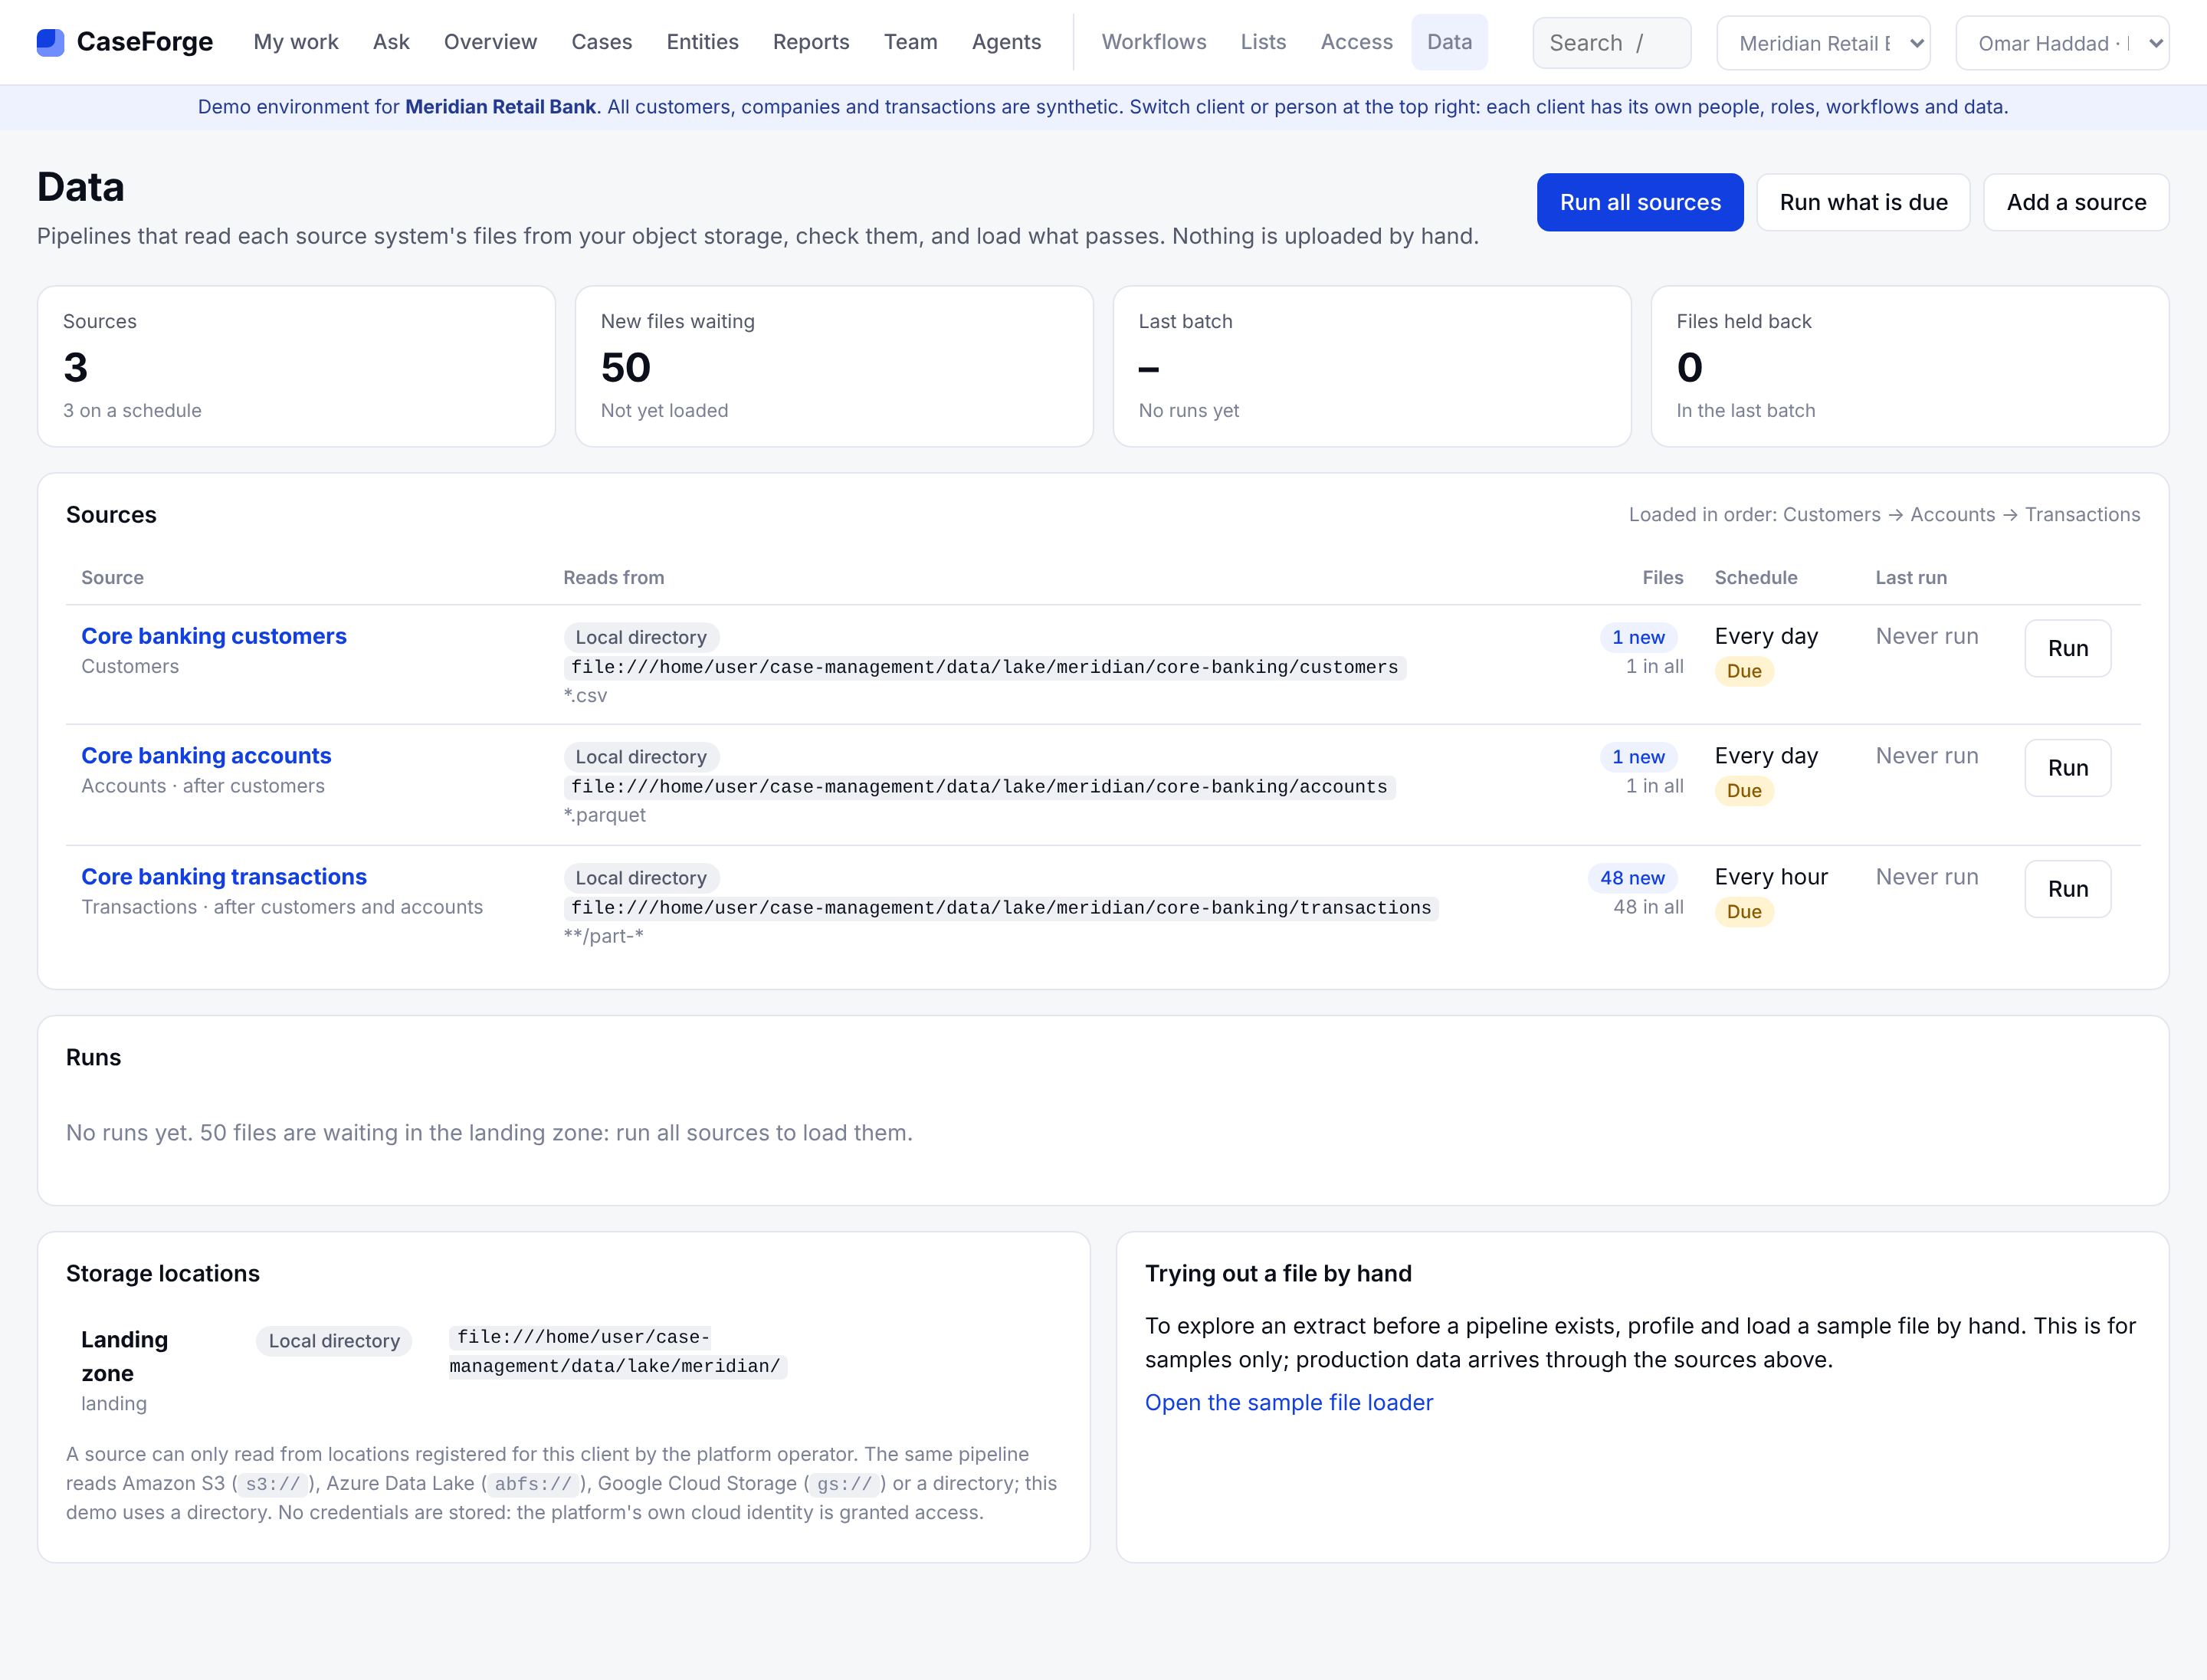 CaseForge
My work
Ask
Overview
Cases
Entities
Reports
Team
Agents
Workflows
Lists
Access
Data
Search /
Meridian Retail
Omar Haddad ·
Demo environment for Meridian Retail Bank. All customers, companies and transactions are synthetic. Switch client or person at the top right: each client has its own people, roles, workflows and data.
Data
Pipelines that read each source system's files from your object storage, check them, and load what passes. Nothing is uploaded by hand.
Run all sources
Run what is due
Add a source
Sources
3
3 on a schedule
New files waiting
50
Not yet loaded
Last batch
–
No runs yet
Files held back
0
In the last batch
Sources
Loaded in order: Customers → Accounts → Transactions
Source
Reads from
Files
Schedule
Last run
Core banking customers
Customers
Local directory
file:///home/user/case-management/data/lake/meridian/core-banking/customers
*.csv
1 new
1 in all
Every day
Due
Never run
Run
Core banking accounts
Accounts · after customers
Local directory
file:///home/user/case-management/data/lake/meridian/core-banking/accounts
*.parquet
1 new
1 in all
Every day
Due
Never run
Run
Core banking transactions
Transactions · after customers and accounts
Local directory
file:///home/user/case-management/data/lake/meridian/core-banking/transactions
**/part-*
48 new
48 in all
Every hour
Due
Never run
Run
Runs
No runs yet. 50 files are waiting in the landing zone: run all sources to load them.
Storage locations
Landing
zone
landing
Local directory
file:///home/user/case-
management/data/lake/meridian/
A source can only read from locations registered for this client by the platform operator. The same pipeline
reads Amazon S3 ( s3:// ), Azure Data Lake ( abfs:// ), Google Cloud Storage ( gs:// ) or a directory; this
demo uses a directory. No credentials are stored: the platform's own cloud identity is granted access.
Trying out a file by hand
To explore an extract before a pipeline exists, profile and load a sample file by hand. This is for
samples only; production data arrives through the sources above.
Open the sample file loader